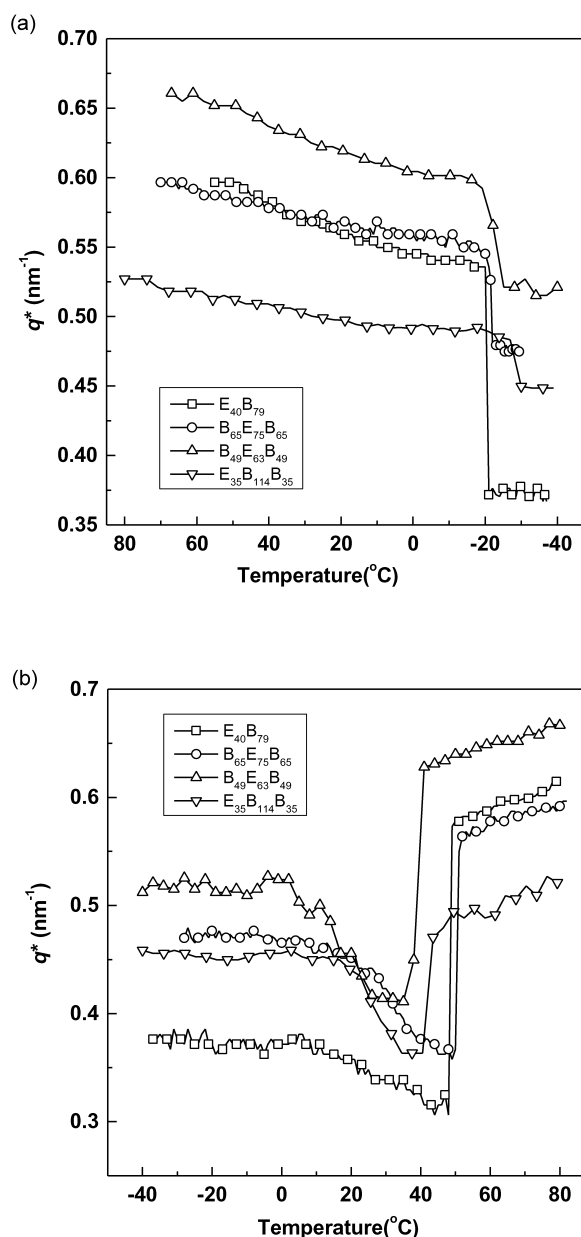 (a)
0.70
0.65
0.60
0.55
0.50
0.45
0.40
0.35
q* (nm⁻¹)
E₄₀B₇₉
B₆₅E₇₅B₆₅
B₄₉E₆₃B₄₉
E₃₅B₁₁₄B₃₅
80 60 40 20 0 -20 -40
Temperature(°C)
(b)
0.7
0.6
0.5
0.4
0.3
q* (nm⁻¹)
E₄₀B₇₉
B₆₅E₇₅B₆₅
B₄₉E₆₃B₄₉
E₃₅B₁₁₄B₃₅
-40 -20 0 20 40 60 80
Temperature(°C)